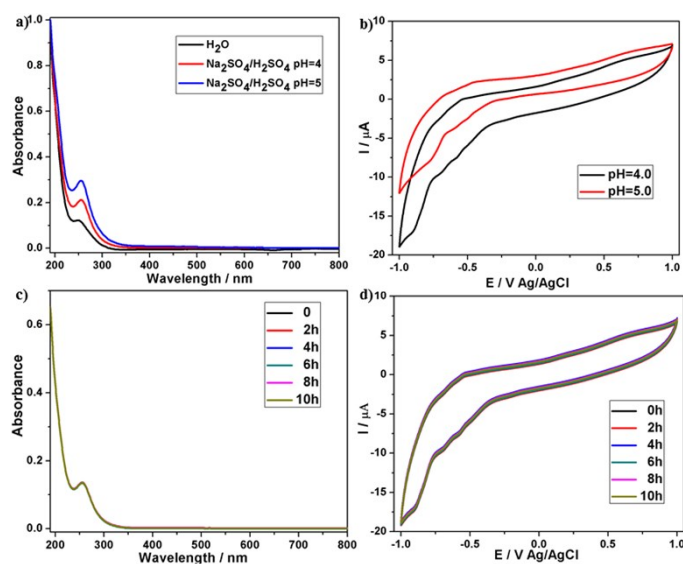 a)
H₂O
Na₂SO₄/H₂SO₄ pH=4
Na₂SO₄/H₂SO₄ pH=5
Absorbance
1.0
0.8
0.6
0.4
0.2
0.0
200 300 400 500 600 700 800
Wavelength / nm
b)
I / μA
10
5
0
-5
-10
-15
-20
pH=4.0
pH=5.0
-1.0 -0.5 0.0 0.5 1.0
E / V Ag/AgCl
c)
0
2h
4h
6h
8h
10h
Absorbance
0.6
0.4
0.2
0.0
200 300 400 500 600 700 800
Wavelength / nm
d)
I / μA
10
5
0
-5
-10
-15
-20
0h
2h
4h
6h
8h
10h
-1.0 -0.5 0.0 0.5 1.0
E / V Ag/AgCl